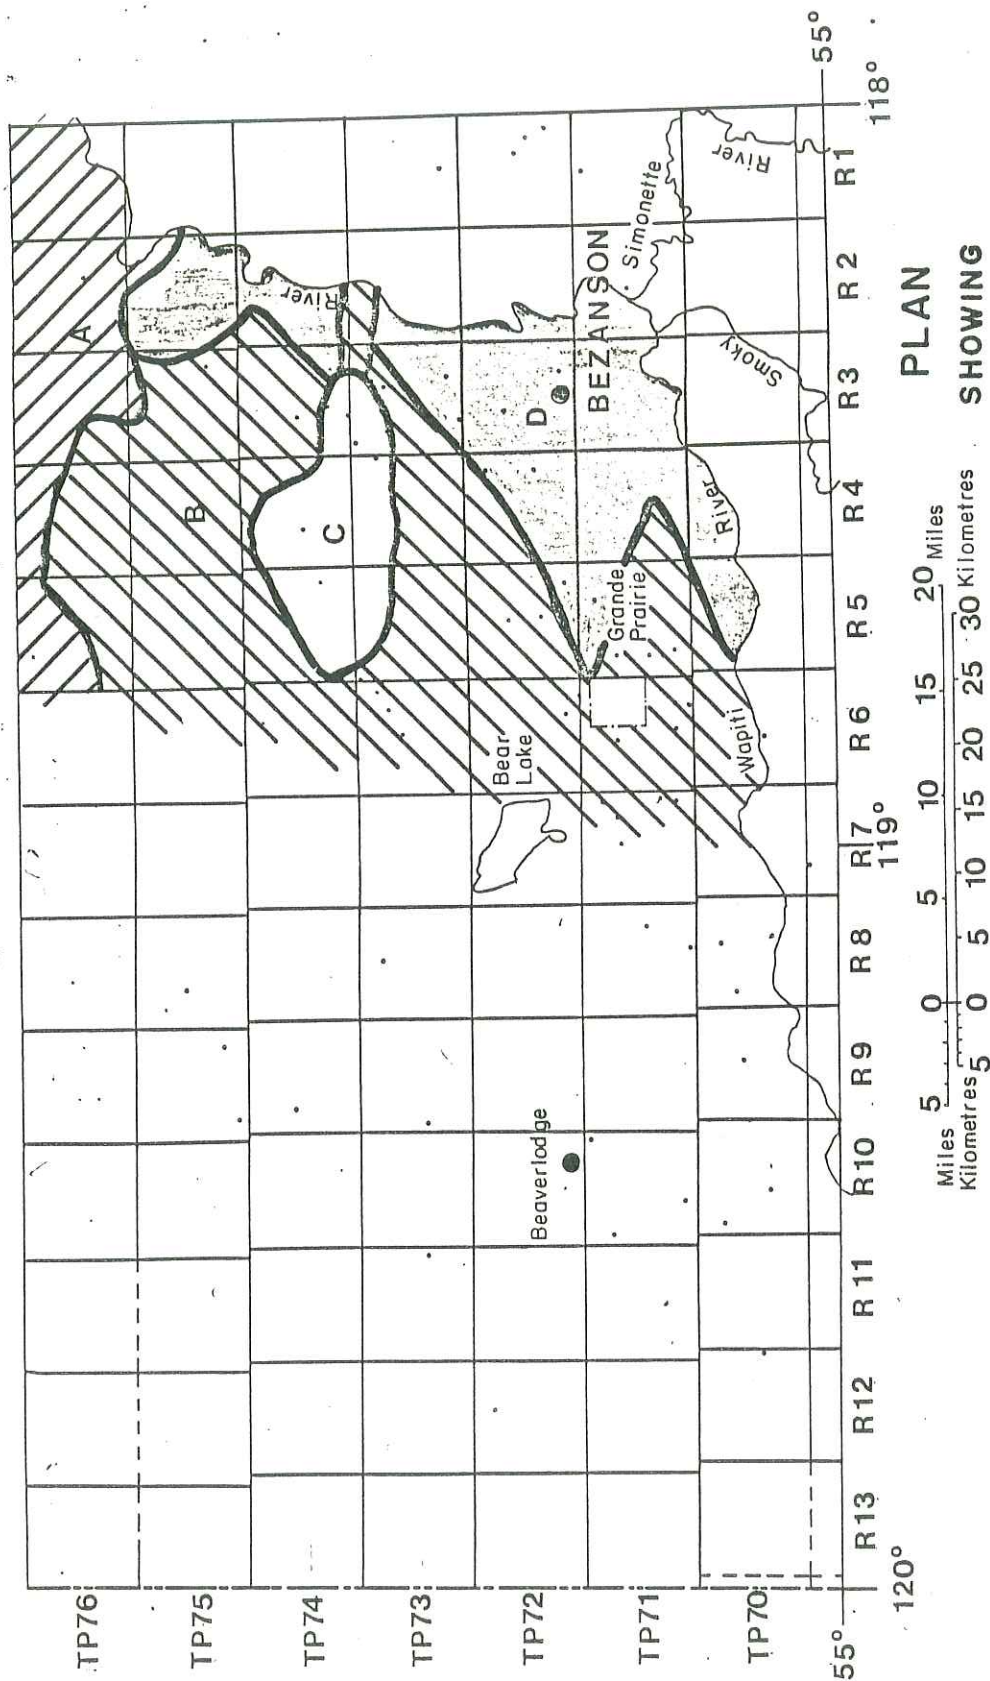 TP76
TP75
TP74
TP73
TP72
TP71
TP70
A
B
C
D
River
BEZANSON
Simonette
River
Smoky
River
Grande
Prairie
Wapiti
Bear
Lake
Beaverlodge
55°
55°
R13
R12
R11
R10
R9
R8
R7
R6
R5
R4
R3
R2
R1
120°
119°
118°
Miles 5 0 5 10 15 20 Miles
Kilometres 5 0 5 10 15 20 25 30 Kilometres
PLAN
SHOWING